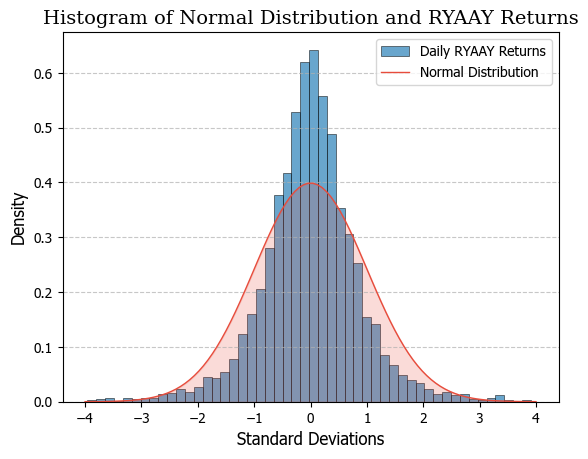 Histogram of Normal Distribution and RYAAY Returns
Daily RYAAY Returns
Normal Distribution
Density
0.6
0.5
0.4
0.3
0.2
0.1
0.0
−4 −3 −2 −1 0 1 2 3 4
Standard Deviations